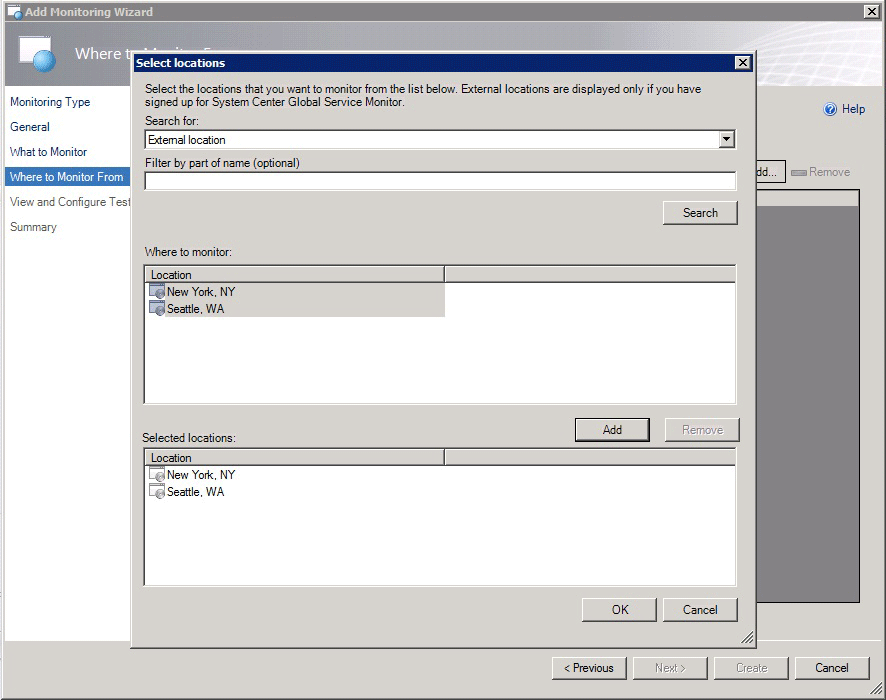 Add Monitoring Wizard
Where to
Select locations
Select the locations that you want to monitor from the list below. External locations are displayed only if you have
signed up for System Center Global Service Monitor.
Monitoring Type
General
What to Monitor
Where to Monitor From
View and Configure Test
Summary
Help
Search for:
External location
Filter by part of name (optional)
dd...
Remove
Search
Where to monitor:
Location
New York, NY
Seattle, WA
Add
Remove
Selected locations:
Location
New York, NY
Seattle, WA
OK
Cancel
< Previous
Next >
Create
Cancel